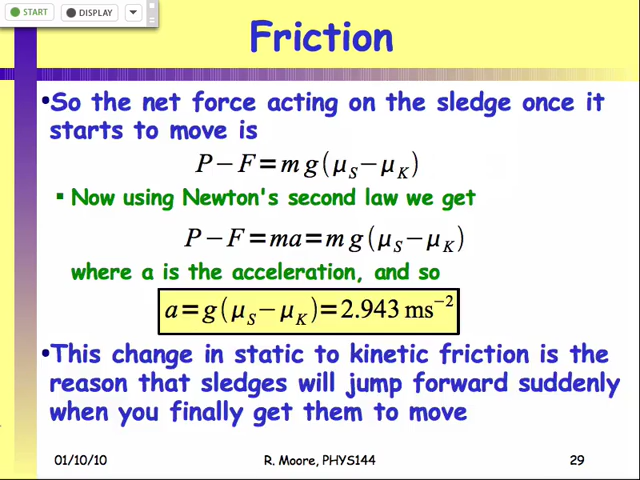 START
DISPLAY
Friction
•So the net force acting on the sledge once it
starts to move is
P−F=m g(μ_S−μ_K)
▪ Now using Newton's second law we get
P−F=ma=m g(μ_S−μ_K)
where a is the acceleration, and so
a=g(μ_S−μ_K)=2.943 ms⁻²
•This change in static to kinetic friction is the
reason that sledges will jump forward suddenly
when you finally get them to move
01/10/10 R. Moore, PHYS144 29